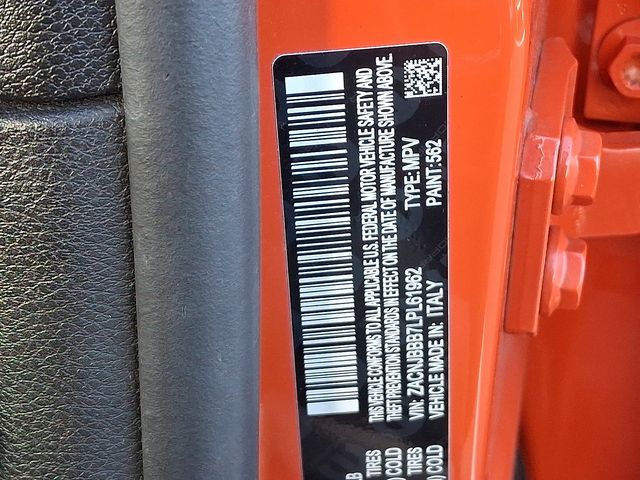 THIS VEHICLE CONFORMS TO ALL APPLICABLE U.S. FEDERAL MOTOR VEHICLE SAFETY AND
THEFT PREVENTION STANDARDS IN EFFECT ON THE DATE OF MANUFACTURE SHOWN ABOVE.
VIN: ZACNJBBB7LPL61962 TYPE: MPV
VEHICLE MADE IN: ITALY PAINT: 562
TIRES
COLD
TIRES
COLD